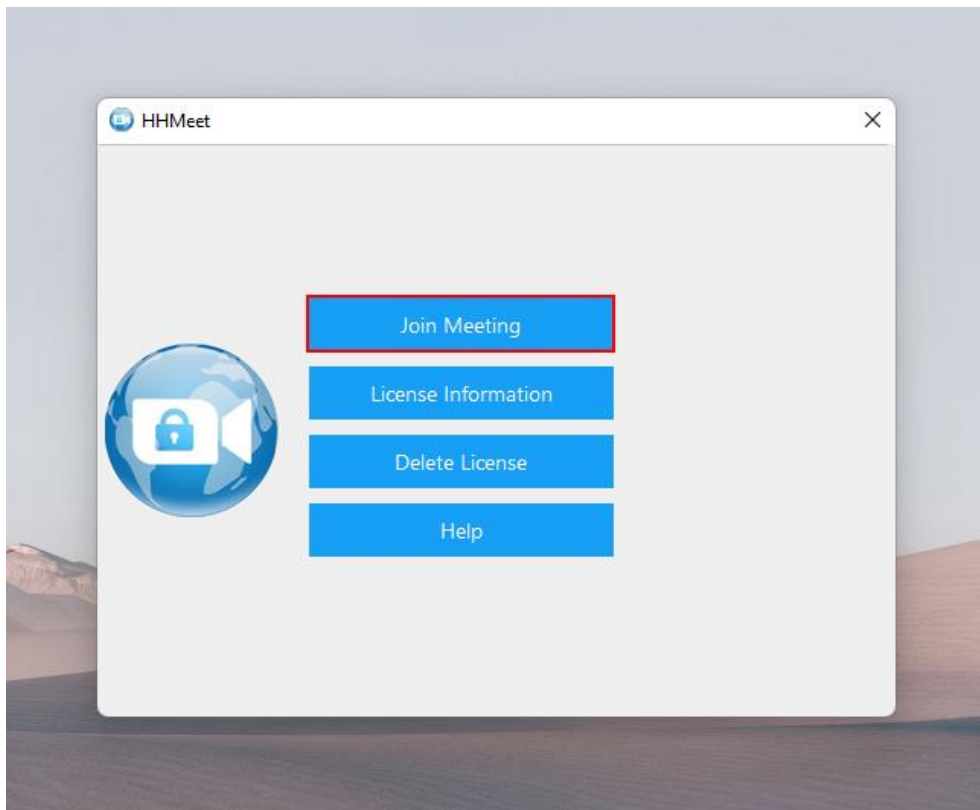 HHMeet
Join Meeting
License Information
Delete License
Help